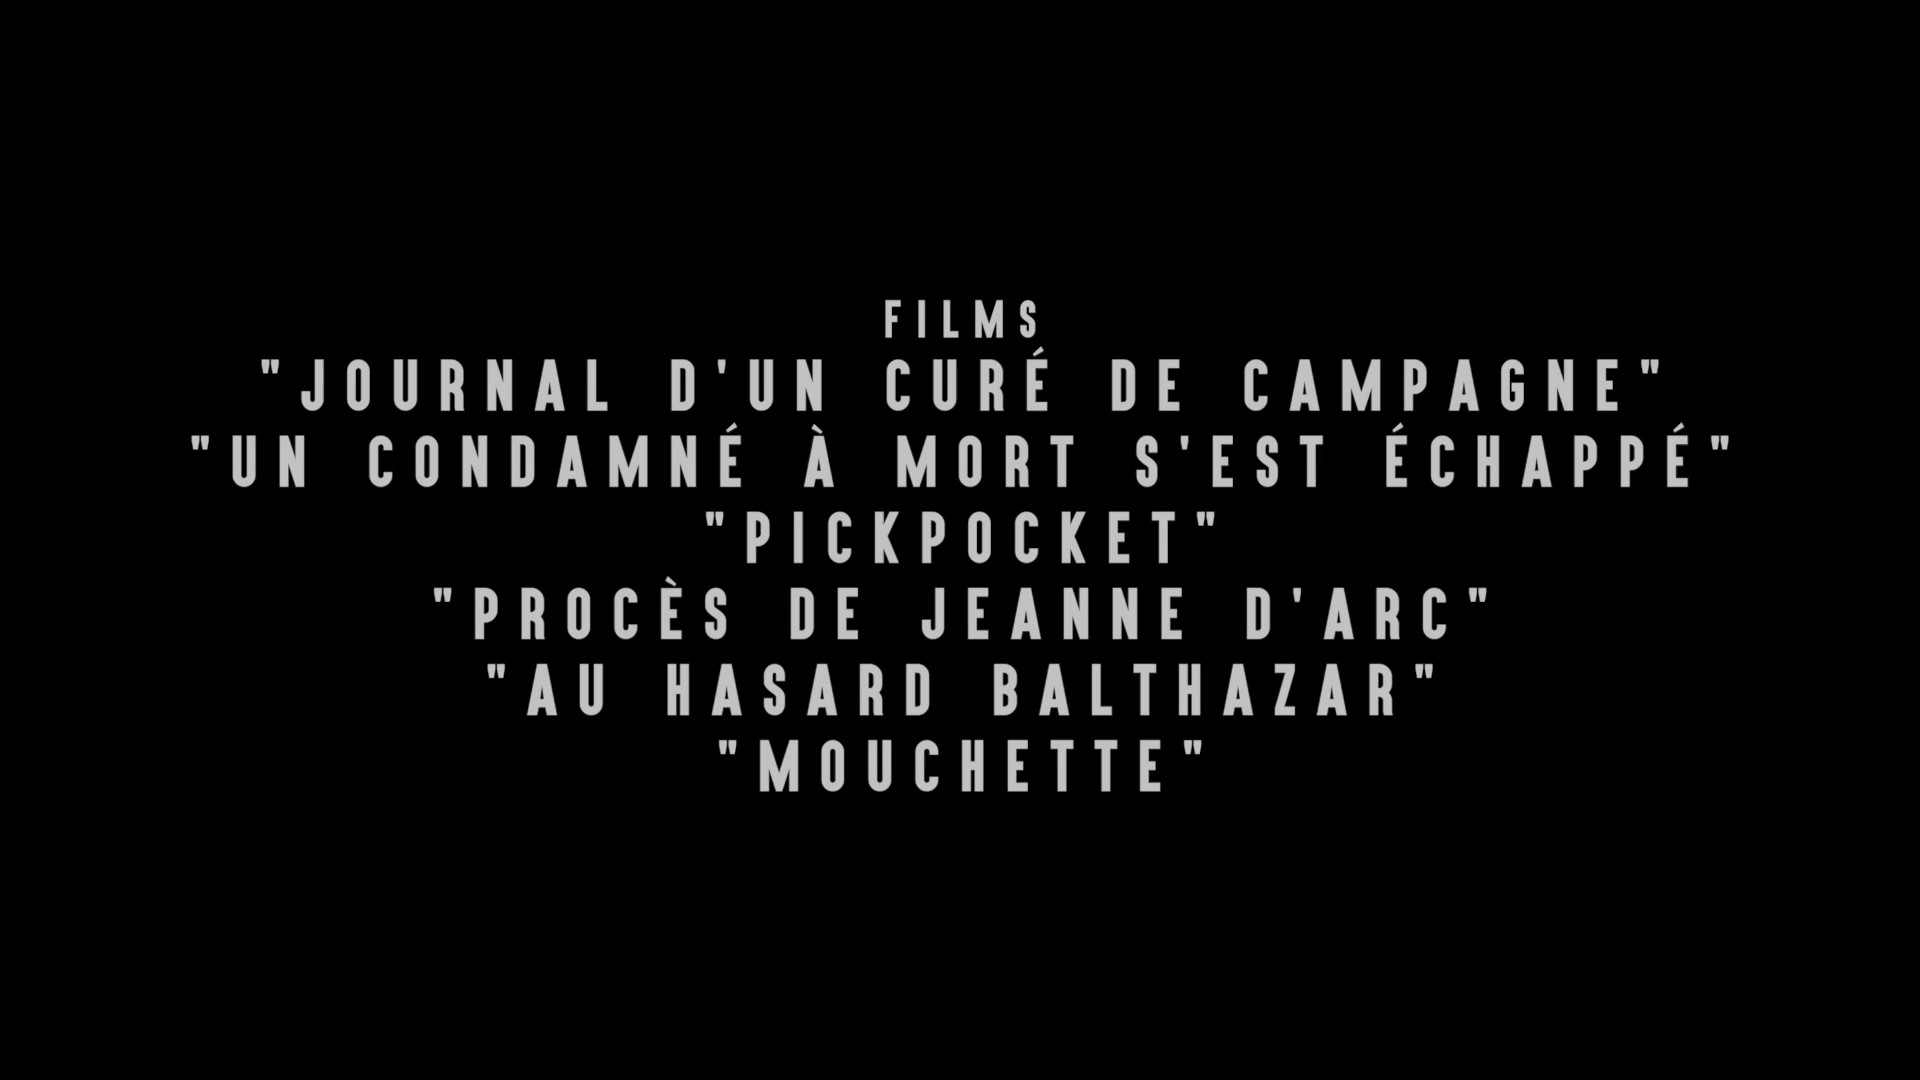 FILMS
"JOURNAL D'UN CURÉ DE CAMPAGNE"
"UN CONDAMNÉ À MORT S'EST ÉCHAPPÉ"
"PICKPOCKET"
"PROCÈS DE JEANNE D'ARC"
"AU HASARD BALTHAZAR"
"MOUCHETTE"